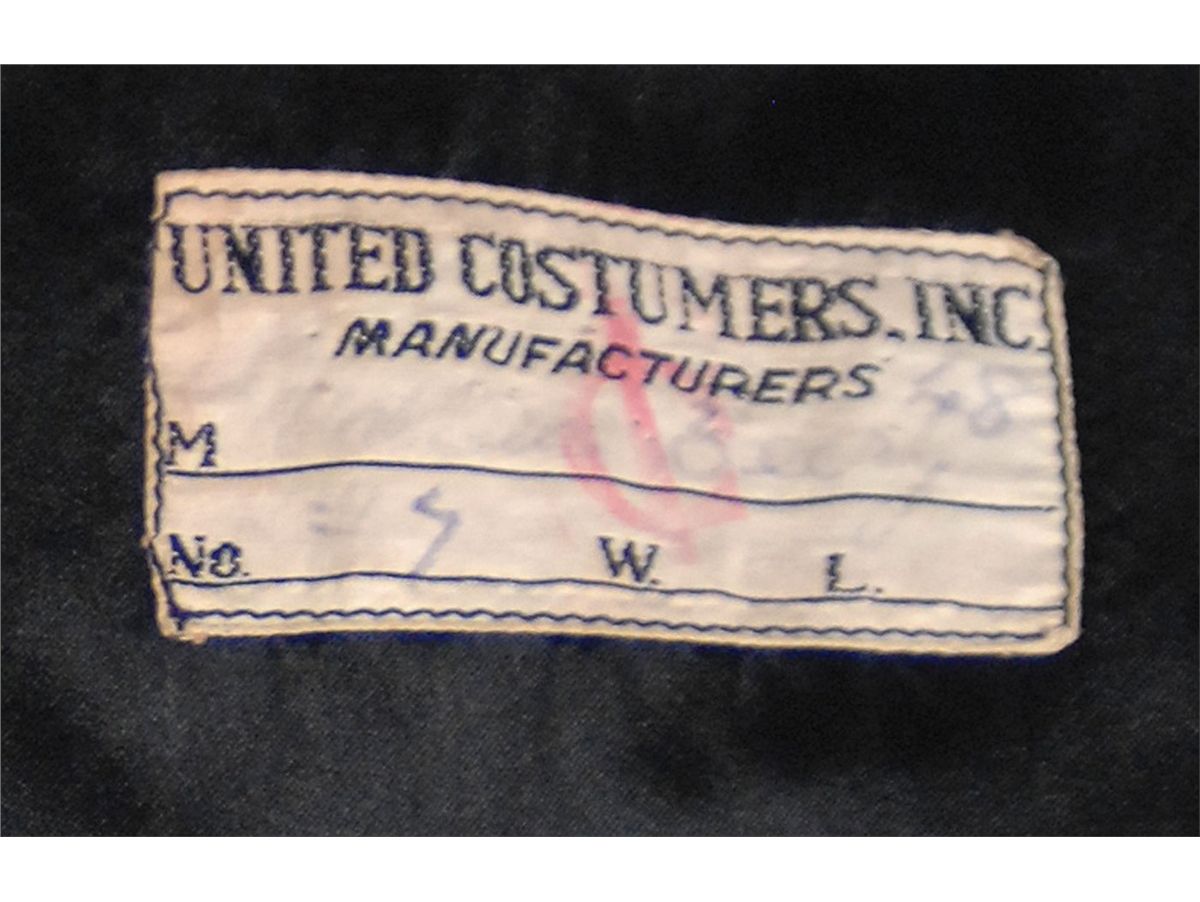 UNITED COSTUMERS, INC.
MANUFACTURERS
M
No. W. L.